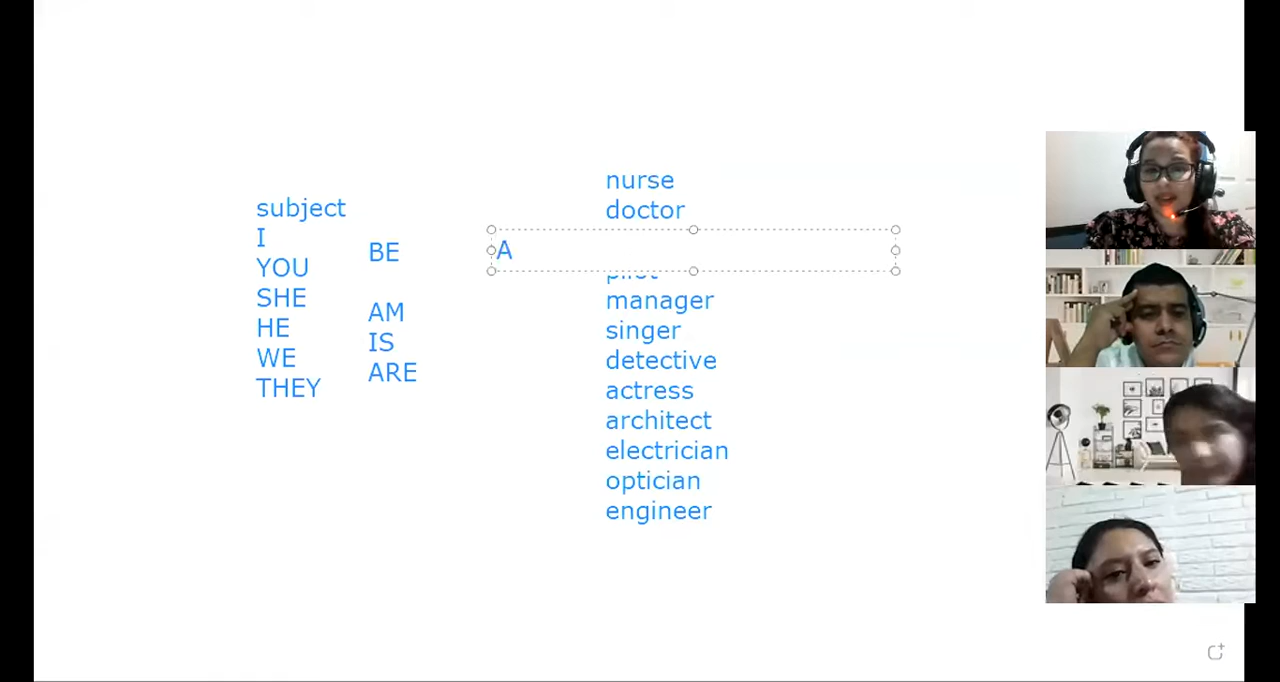 subject
I
YOU
SHE
HE
WE
THEY
BE
AM
IS
ARE
A
nurse
doctor
pilot
manager
singer
detective
actress
architect
electrician
optician
engineer